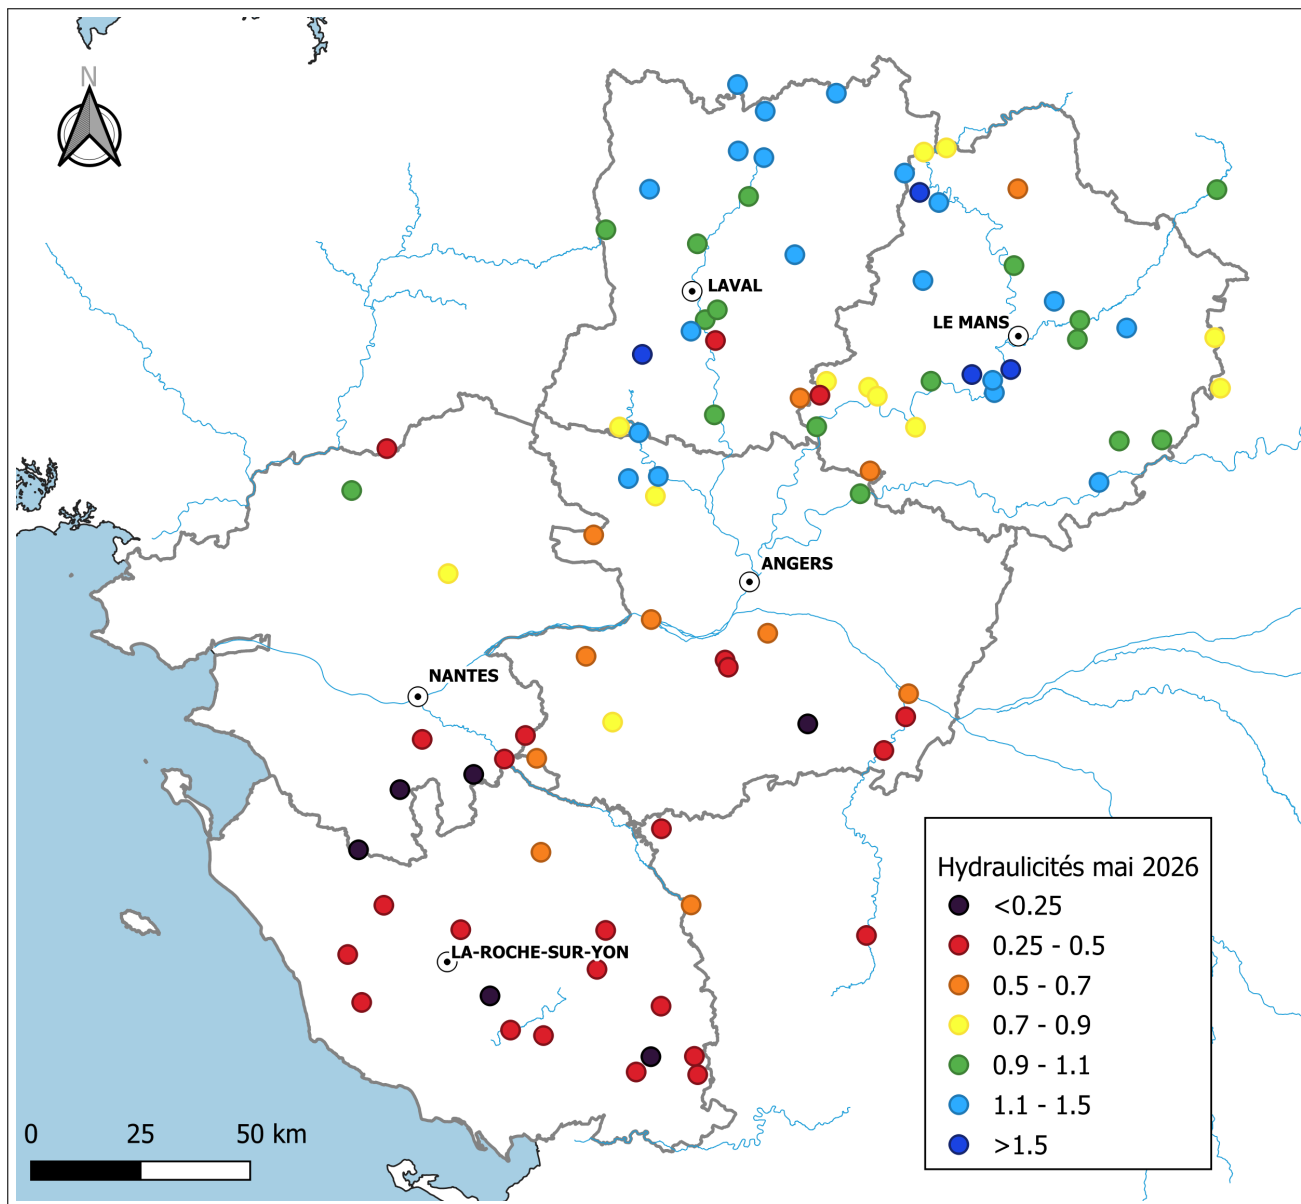 N
LAVAL
LE MANS
ANGERS
NANTES
LA-ROCHE-SUR-YON
Hydraulicités mai 2026
<0.25
0.25 - 0.5
0.5 - 0.7
0.7 - 0.9
0.9 - 1.1
1.1 - 1.5
>1.5
0 25 50 km